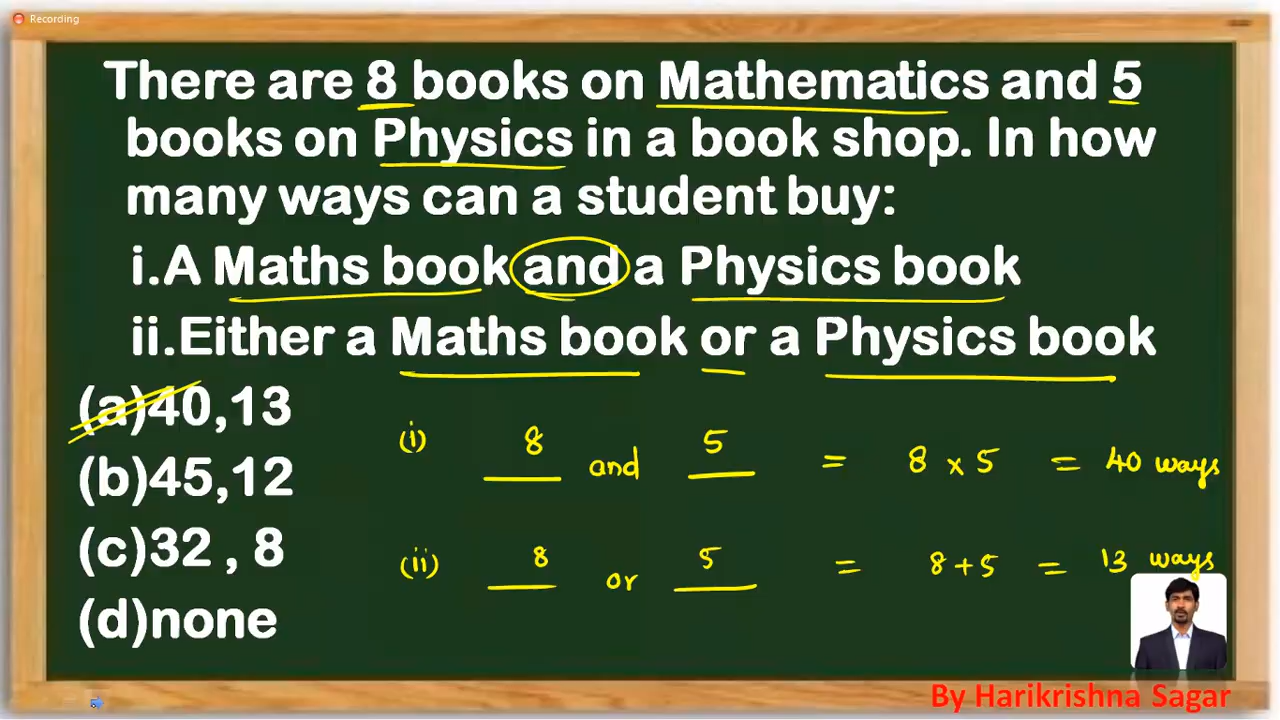 Recording
There are 8 books on Mathematics and 5
books on Physics in a book shop. In how
many ways can a student buy:
i.A Maths book and a Physics book
ii.Either a Maths book or a Physics book
(a)40,13
(b)45,12
(c)32 , 8
(d)none
(i) 8 and 5 = 8 × 5 = 40 ways
(ii) 8 or 5 = 8 + 5 = 13 ways
By Harikrishna Sagar